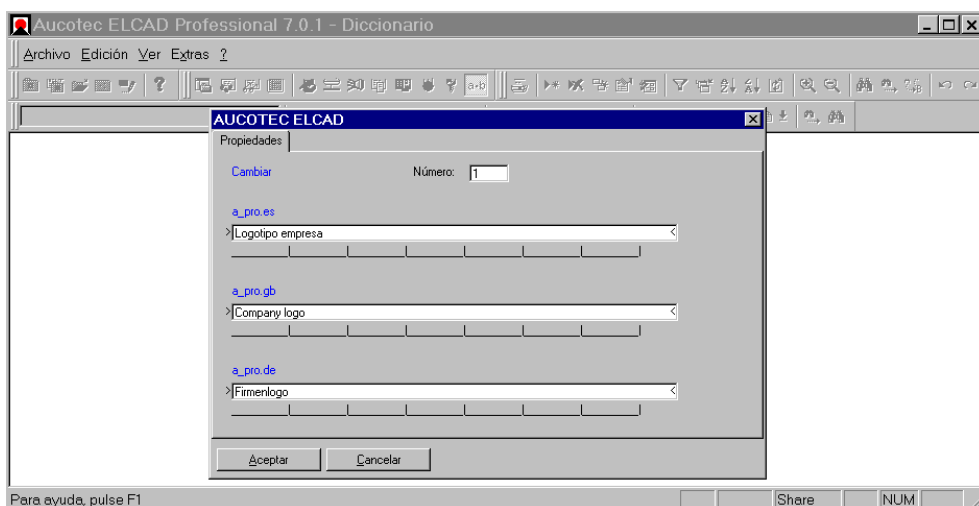 Aucotec ELCAD Professional 7.0.1 - Diccionario
Archivo Edición Ver Extras ?
a»b
AUCOTEC ELCAD
Propiedades
Cambiar Número: 1
a_pro.es
>Logotipo empresa <
a_pro.gb
>Company logo <
a_pro.de
>Firmenlogo <
Aceptar Cancelar
Para ayuda, pulse F1 Share NUM